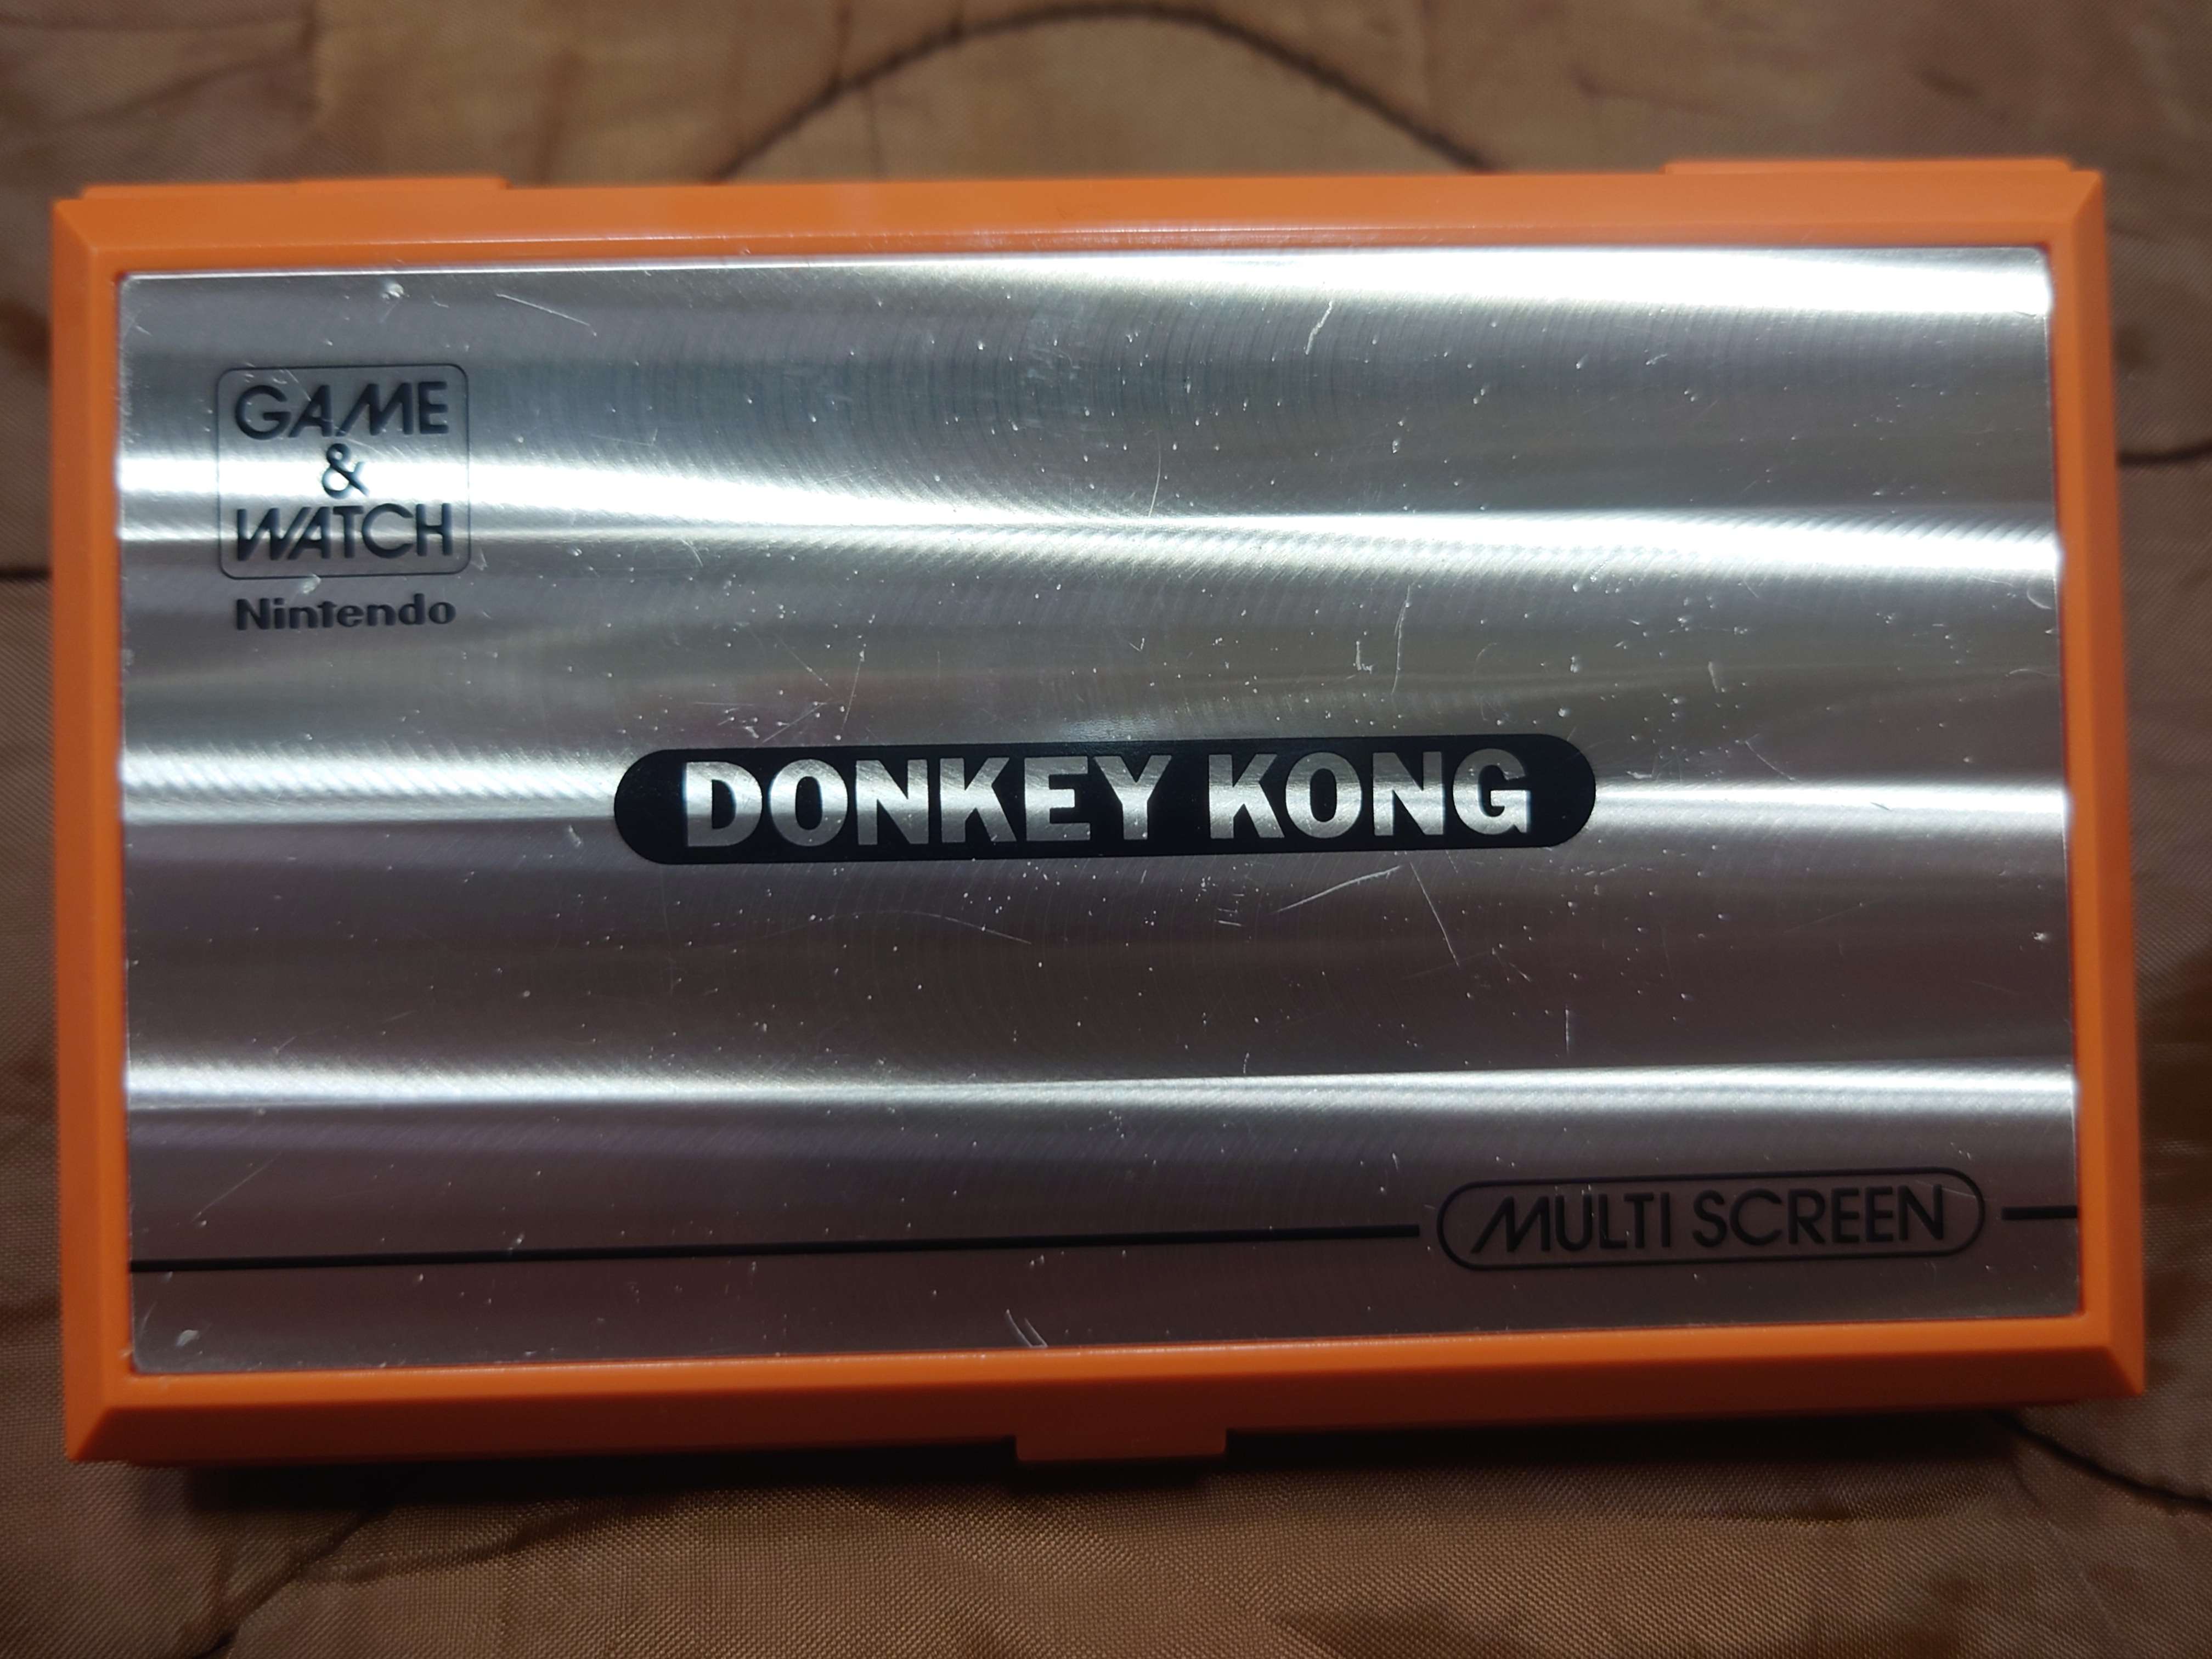 GAME
&
WATCH
Nintendo
DONKEY KONG
MULTI SCREEN